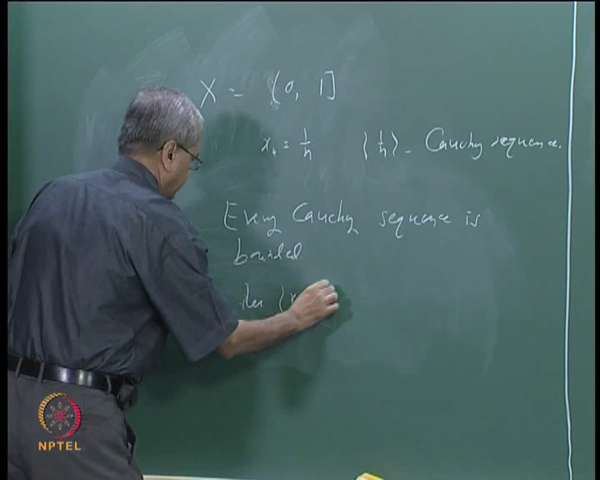 X = (0, 1]
xₙ = 1/n ⟨1/n⟩ - Cauchy sequence.
Every Cauchy sequence is
bounded.
⟨x
NPTEL